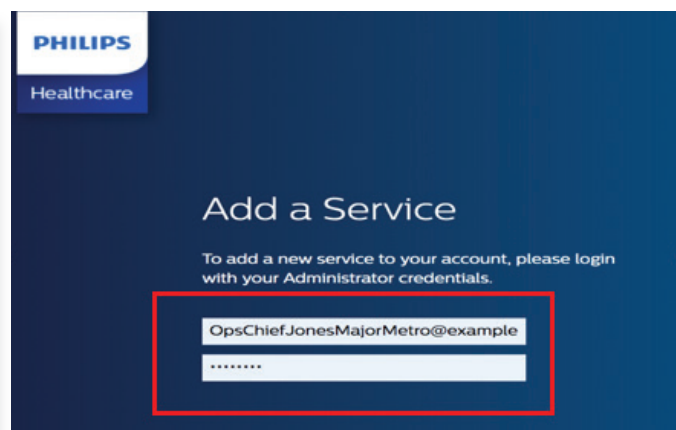 PHILIPS
Healthcare
Add a Service
To add a new service to your account, please login
with your Administrator credentials.
OpsChiefJonesMajorMetro@example
••••••••